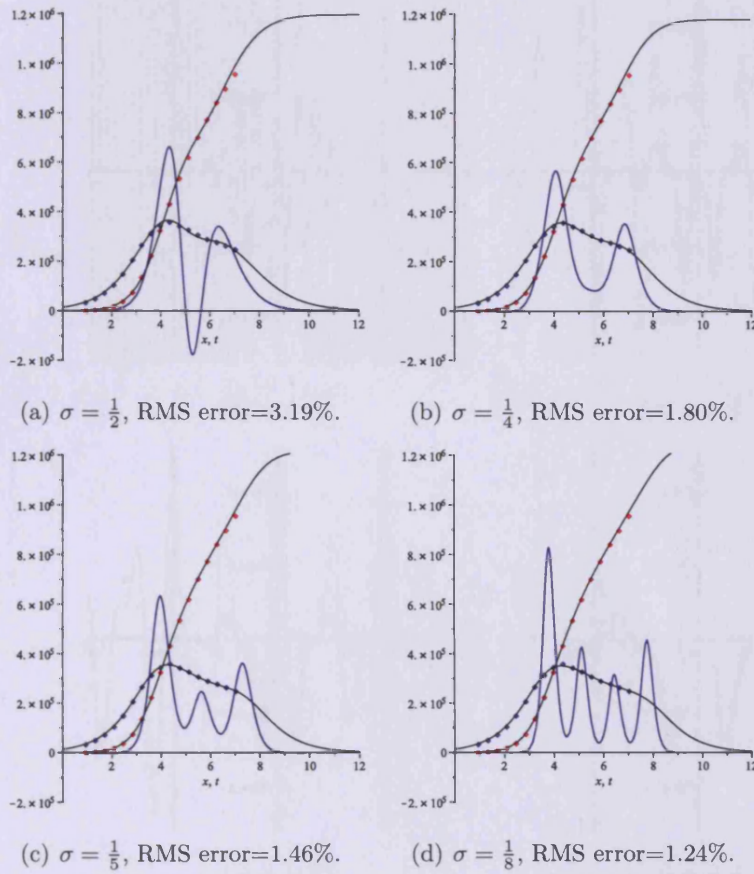 1.2 × 10⁶
1. × 10⁶
8. × 10⁵
6. × 10⁵
4. × 10⁵
2. × 10⁵
0
2 4 6 8 10 12
x, t
−2. × 10⁵
(a) σ = 1/2, RMS error=3.19%.
1.2 × 10⁶
1. × 10⁶
8. × 10⁵
6. × 10⁵
4. × 10⁵
2. × 10⁵
0
2 4 6 8 10 12
x, t
−2. × 10⁵
(b) σ = 1/4, RMS error=1.80%.
1.2 × 10⁶
1. × 10⁶
8. × 10⁵
6. × 10⁵
4. × 10⁵
2. × 10⁵
0
2 4 6 8 10 12
x, t
−2. × 10⁵
(c) σ = 1/5, RMS error=1.46%.
1.2 × 10⁶
1. × 10⁶
8. × 10⁵
6. × 10⁵
4. × 10⁵
2. × 10⁵
0
2 4 6 8 10 12
x, t
−2. × 10⁵
(d) σ = 1/8, RMS error=1.24%.